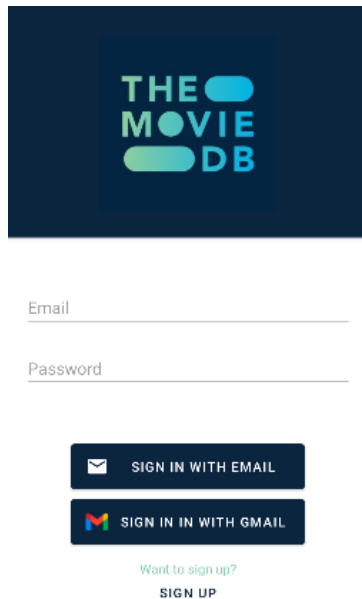 THE
MOVIE
DB
Email
Password
SIGN IN WITH EMAIL
SIGN IN IN WITH GMAIL
Want to sign up?
SIGN UP